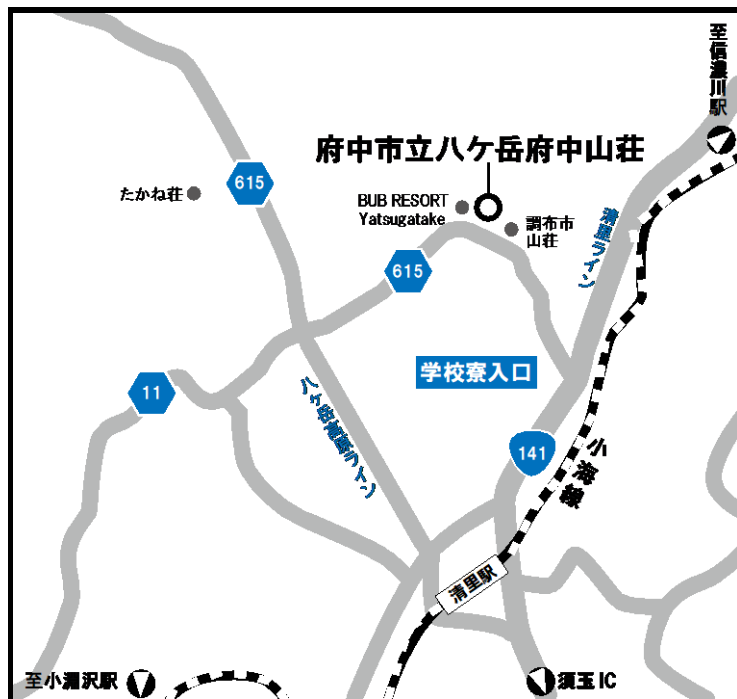 至信濃川駅
府中市立八ケ岳府中山荘
615
たかね荘
BUB RESORT
Yatsugatake
調布市
山荘
清里ライン
615
学校寮入口
11
八ヶ岳高原ライン
141
小海線
清里駅
至小淵沢駅
須玉IC